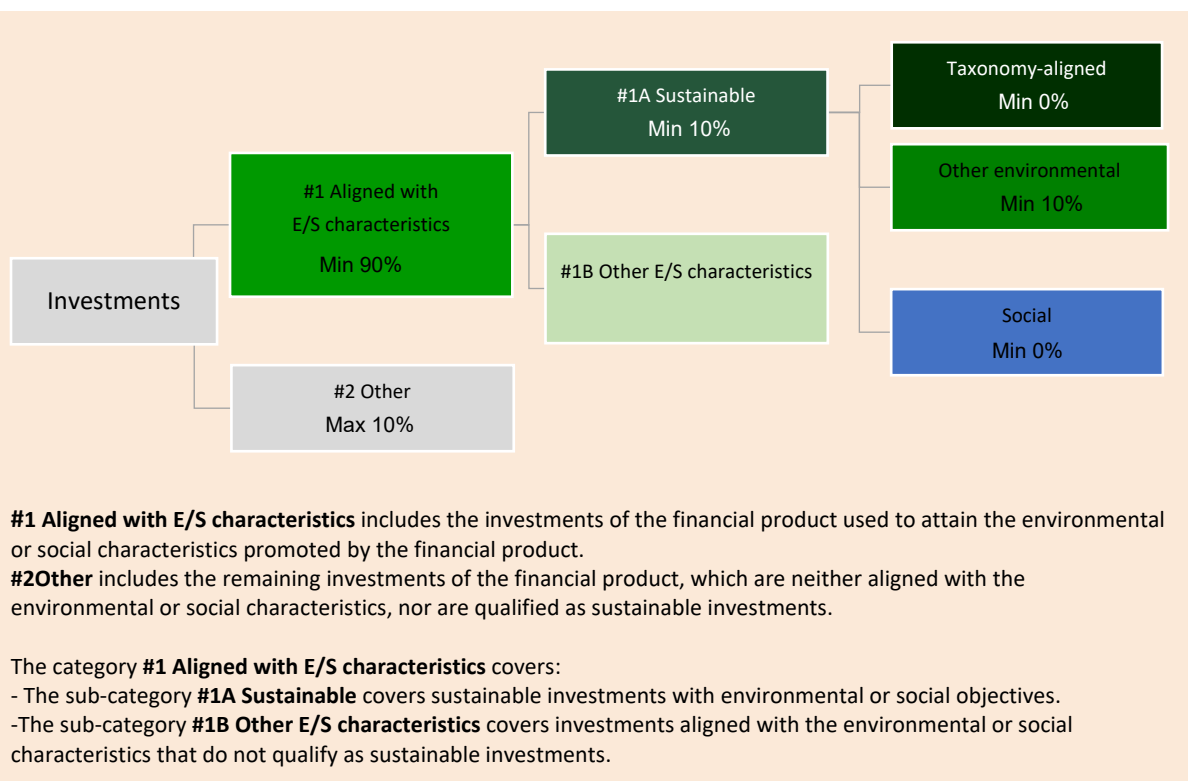 Investments
#1 Aligned with
E/S characteristics
Min 90%
#2 Other
Max 10%
#1A Sustainable
Min 10%
#1B Other E/S characteristics
Taxonomy-aligned
Min 0%
Other environmental
Min 10%
Social
Min 0%
#1 Aligned with E/S characteristics includes the investments of the financial product used to attain the environmental
or social characteristics promoted by the financial product.
#2Other includes the remaining investments of the financial product, which are neither aligned with the
environmental or social characteristics, nor are qualified as sustainable investments.
The category #1 Aligned with E/S characteristics covers:
- The sub-category #1A Sustainable covers sustainable investments with environmental or social objectives.
-The sub-category #1B Other E/S characteristics covers investments aligned with the environmental or social
characteristics that do not qualify as sustainable investments.